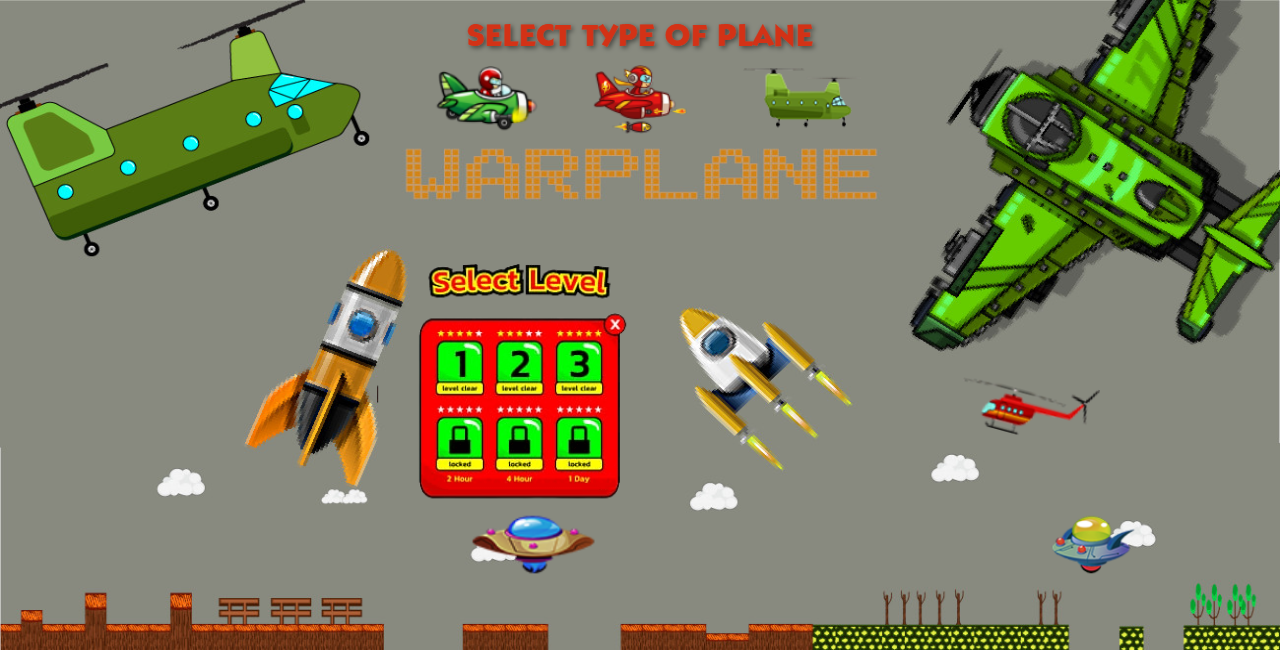 SELECT TYPE OF PLANE
WARPLANE
77
Select Level
X
1 2 3
level clear level clear level clear
locked locked locked
2 Hour 4 Hour 1 Day